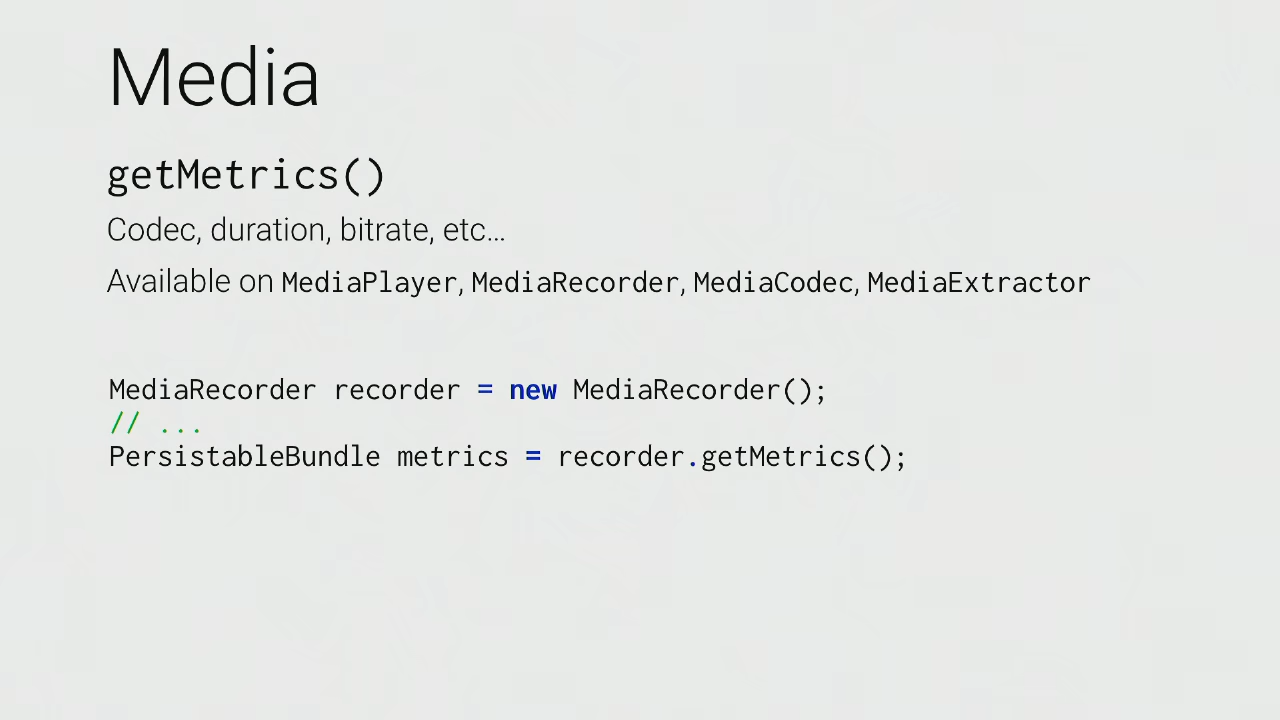 Media
getMetrics()
Codec, duration, bitrate, etc…
Available on MediaPlayer, MediaRecorder, MediaCodec, MediaExtractor
MediaRecorder recorder = new MediaRecorder();
// ...
PersistableBundle metrics = recorder.getMetrics();